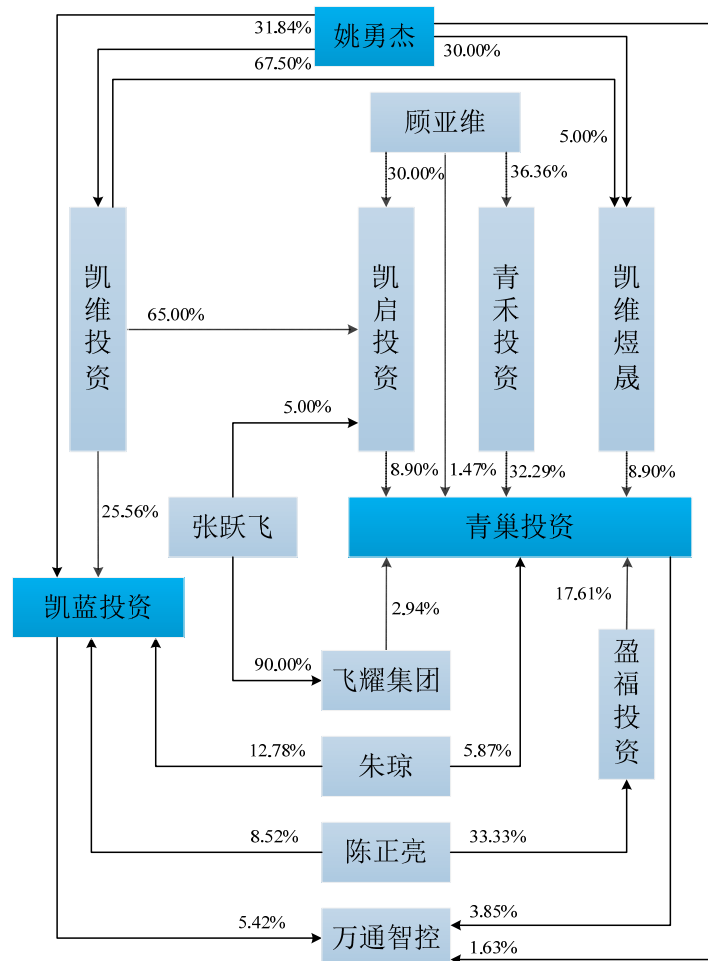 31.84%
姚勇杰
30.00%
67.50%
顾亚维
5.00%
30.00%
36.36%
凯维投资
凯启投资
青禾投资
凯维煜晟
65.00%
5.00%
8.90%
1.47%
32.29%
8.90%
25.56%
张跃飞
青巢投资
凯蓝投资
2.94%
17.61%
90.00%
飞耀集团
盈福投资
12.78%
朱琼
5.87%
8.52%
陈正亮
33.33%
5.42%
万通智控
3.85%
1.63%